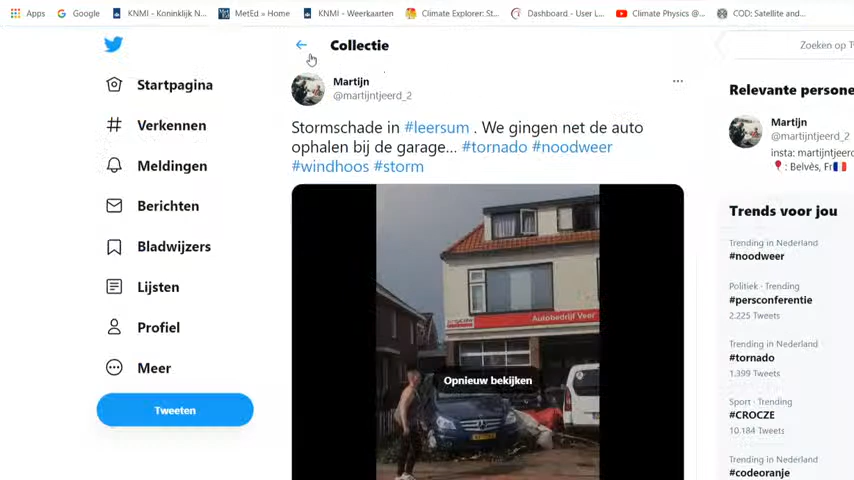 Apps Google KNMI - Koninklijk N... MetEd » Home KNMI - Weerkaarten Climate Explorer: St... Dashboard - User L... Climate Physics @... COD: Satellite and...
Collectie
Zoeken op T
Startpagina
Verkennen
Meldingen
Berichten
Bladwijzers
Lijsten
Profiel
Meer
Tweeten
Martijn
@martijntjeerd_2
Stormschade in #leersum . We gingen net de auto
ophalen bij de garage... #tornado #noodweer
#windhoos #storm
Autobedrijf Veer
Opnieuw bekijken
Relevante persone
Martijn
@martijntjeerd_2
insta: martijntjeerd
: Belvès, Fr
Trends voor jou
Trending in Nederland
#noodweer
Politiek · Trending
#persconferentie
2.225 Tweets
Trending in Nederland
#tornado
1.399 Tweets
Sport · Trending
#CROCZE
10.184 Tweets
Trending in Nederland
#codeoranje